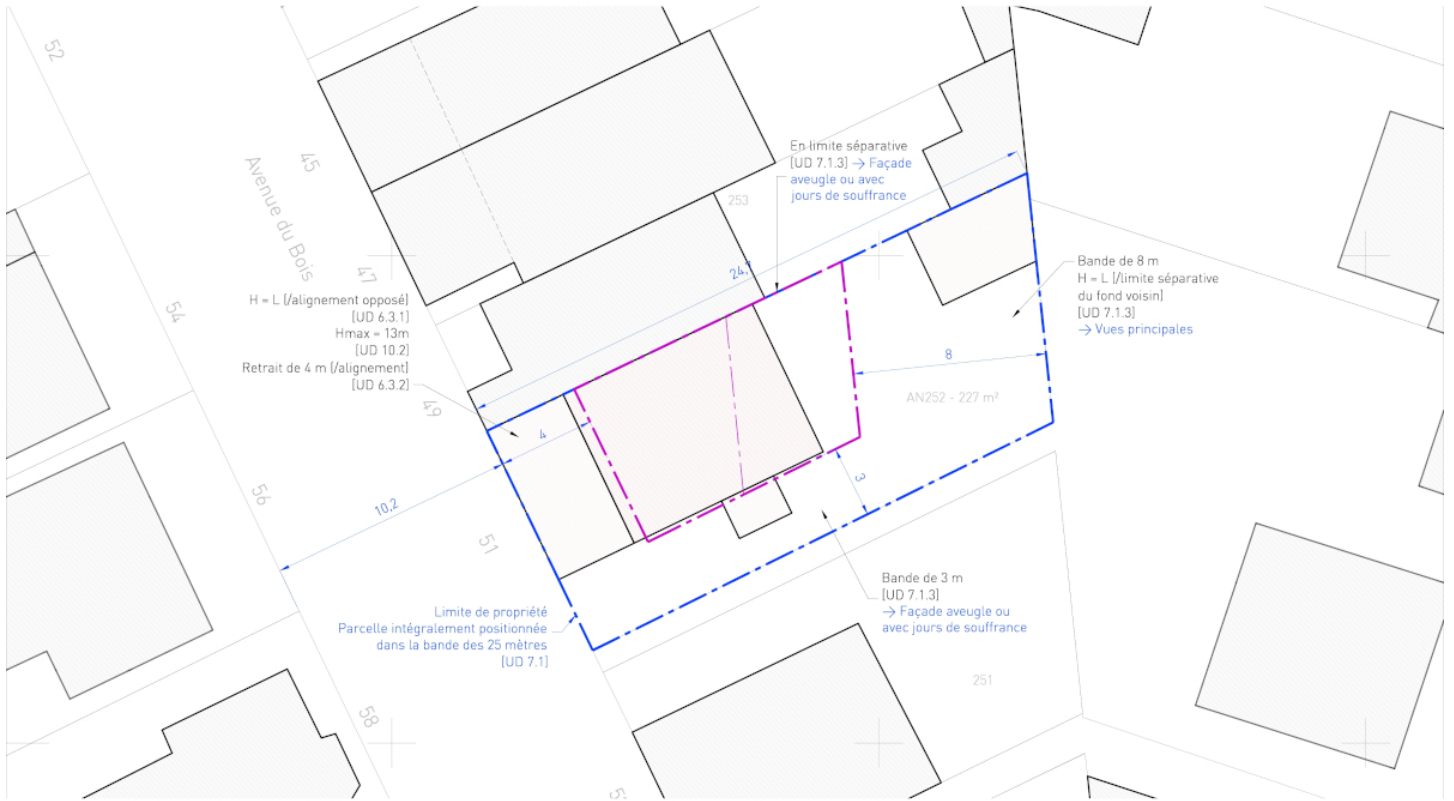 52
45
Avenue du Bois
En limite séparative
[UD 7.1.3] → Façade
aveugle ou avec
jours de souffrance
253
47
24,
Bande de 8 m
H = L [/limite séparative
du fond voisin]
[UD 7.1.3]
→ Vues principales
H = L [/alignement opposé]
[UD 6.3.1]
Hmax = 13m
[UD 10.2]
Retrait de 4 m [/alignement]
[UD 6.3.2]
54
8
AN252 - 227 m²
49
4
3
56
10,2
51
Bande de 3 m
[UD 7.1.3]
→ Façade aveugle ou
avec jours de souffrance
Limite de propriété
Parcelle intégralement positionnée
dans la bande des 25 mètres
[UD 7.1]
251
58